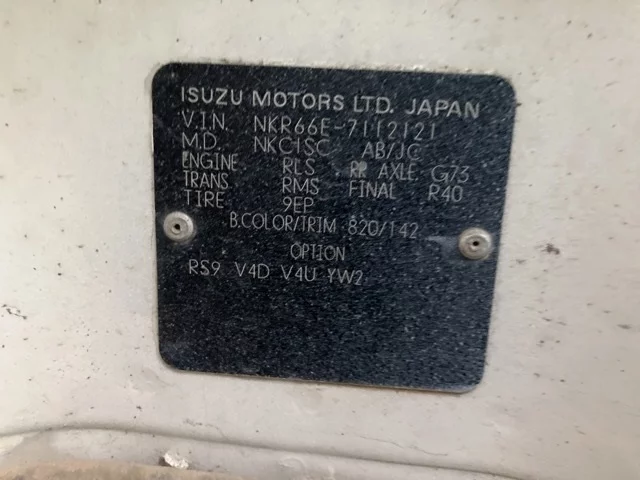 ISUZU MOTORS LTD. JAPAN
V.I.N. NKR66E-7112121
M.D. NKC1SC AB/JC
ENGINE RLS RR AXLE G73
TRANS RMS FINAL R40
TIRE 9EP
B.COLOR/TRIM 820/142
OPTION
RS9 V4D V4U YW2